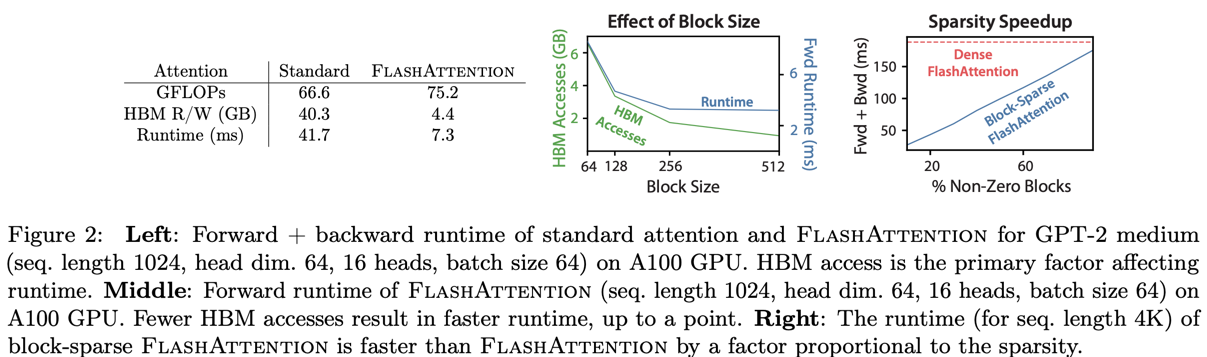 Attention Standard FLASHATTENTION
GFLOPs 66.6 75.2
HBM R/W (GB) 40.3 4.4
Runtime (ms) 41.7 7.3
Effect of Block Size
HBM Accesses (GB)
6
4
2
Fwd Runtime (ms)
6
2
Runtime
HBM
Accesses
64 128 256 512
Block Size
Sparsity Speedup
Fwd + Bwd (ms)
150
100
50
Dense
FlashAttention
Block-Sparse
FlashAttention
20 60
% Non-Zero Blocks
Figure 2: Left: Forward + backward runtime of standard attention and FLASHATTENTION for GPT-2 medium
(seq. length 1024, head dim. 64, 16 heads, batch size 64) on A100 GPU. HBM access is the primary factor affecting
runtime. Middle: Forward runtime of FLASHATTENTION (seq. length 1024, head dim. 64, 16 heads, batch size 64) on
A100 GPU. Fewer HBM accesses result in faster runtime, up to a point. Right: The runtime (for seq. length 4K) of
block-sparse FLASHATTENTION is faster than FLASHATTENTION by a factor proportional to the sparsity.